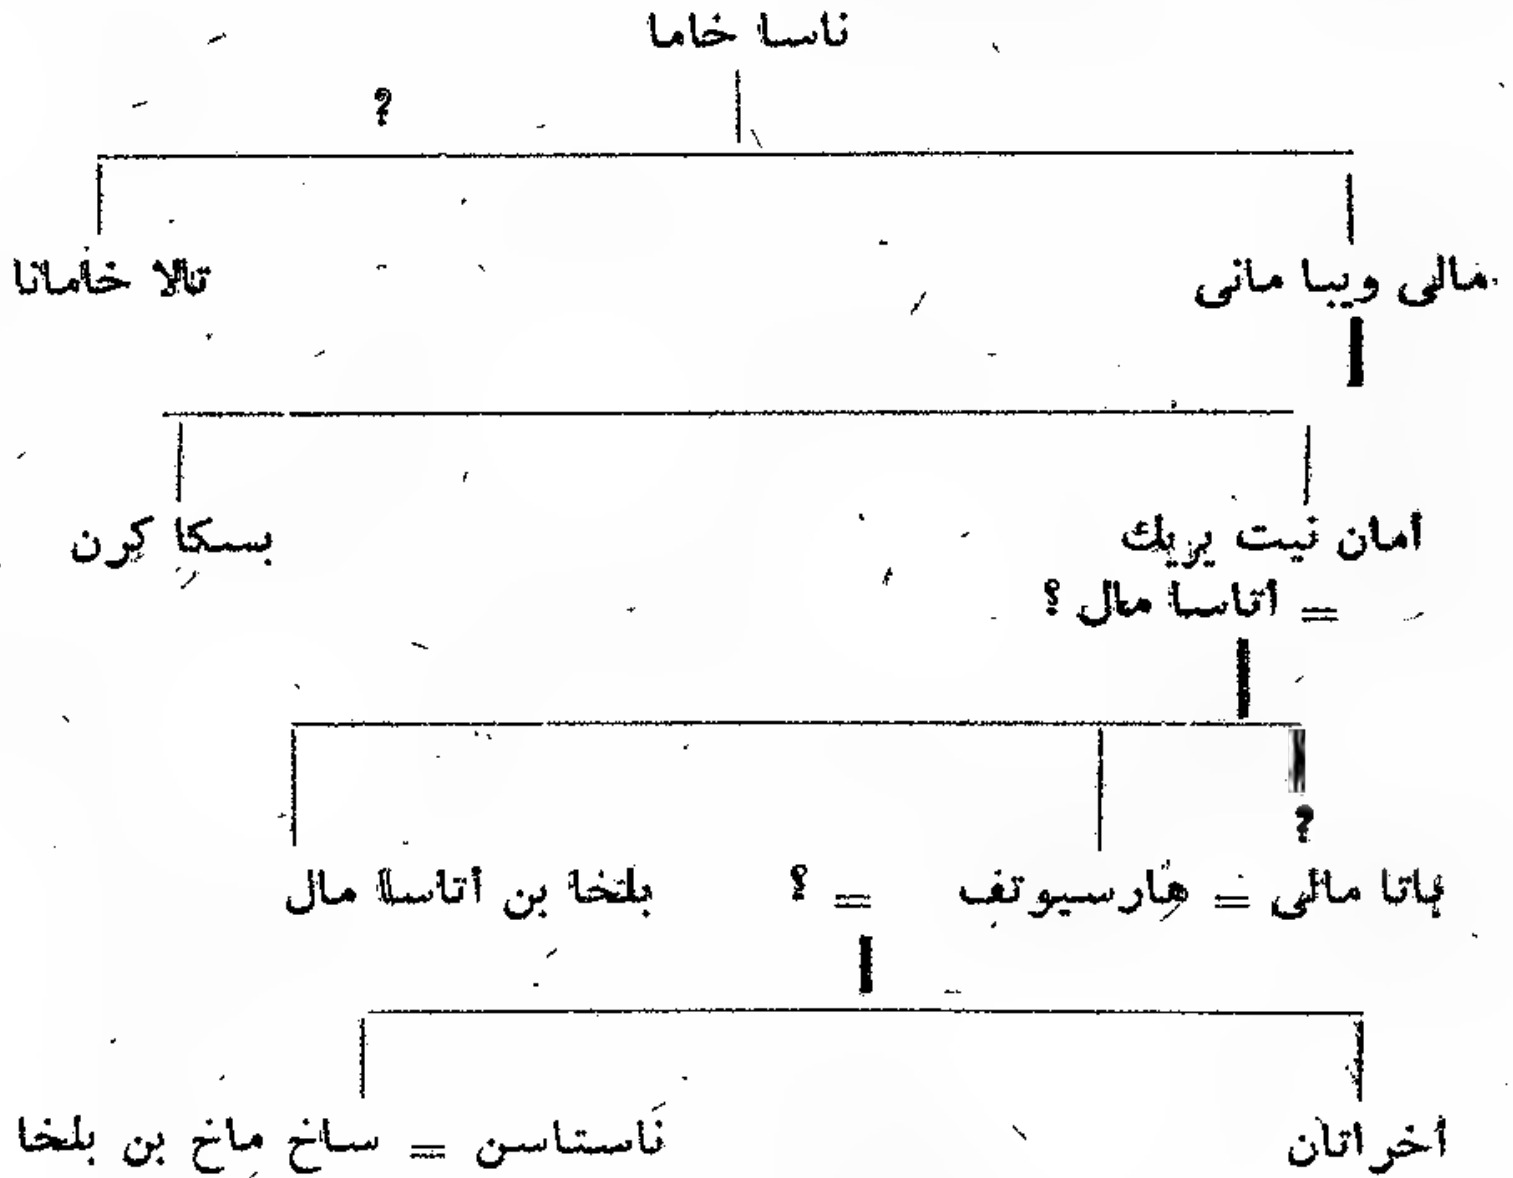 ناسا خاما
?
مالى ويبا مانى
تالا خامانا
أمان نيت يريك
بسكا كرن
= أتاسا مال ؟
?
باتا مالى = هارسيوتف = ؟
بلخا بن أتاسا مال
أخراتان
ناستاسن = ساخ ماخ بن بلخا